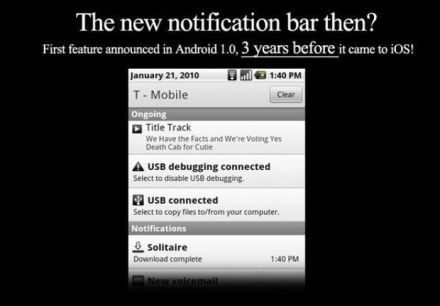 The new notification bar then?
First feature announced in Android 1.0, 3 years before it came to iOS!
January 21, 2010 1:40 PM
T - Mobile Clear
Ongoing
Title Track
We Have the Facts and We're Voting Yes
Death Cab for Cutie
USB debugging connected
Select to disable USB debugging.
USB connected
Select to copy files to/from your computer.
Notifications
Solitaire
Download complete 1:40 PM
New voicemail